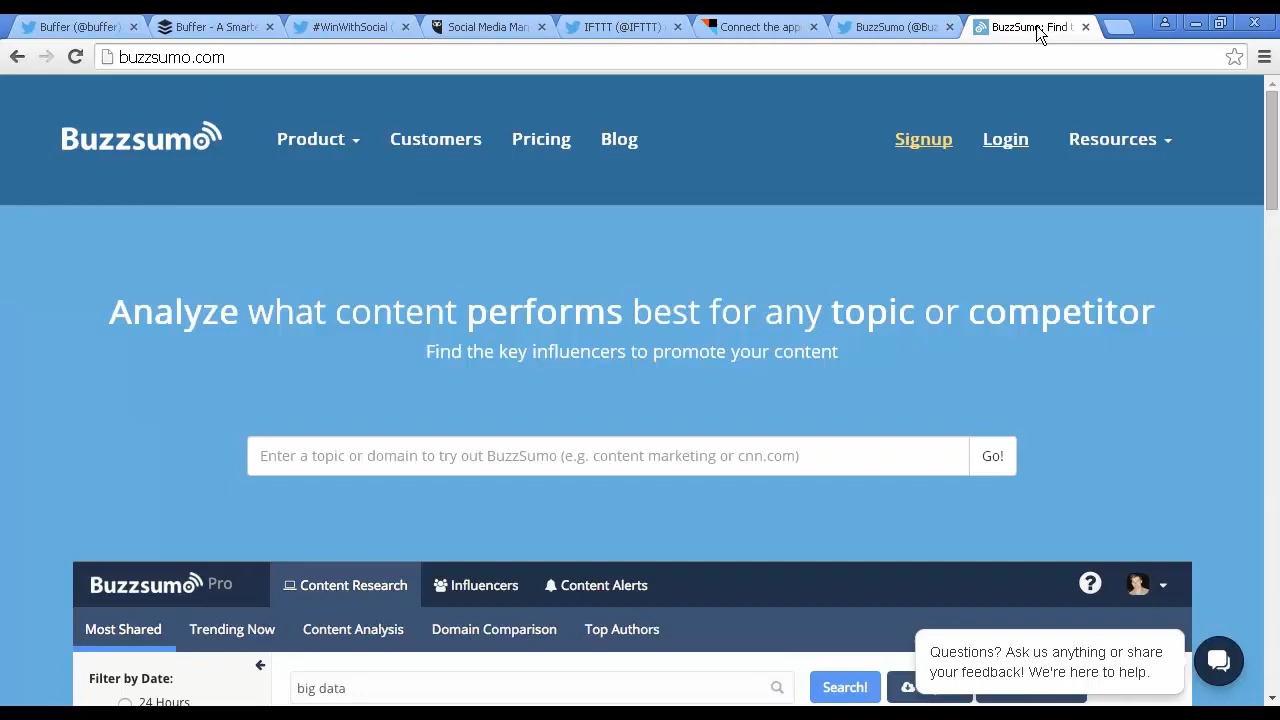 Buffer (@buffer)
Buffer - A Smarte
#WinWithSocial (
Social Media Man
IFTTT (@IFTTT) 
Connect the app
BuzzSumo (@Buz
BuzzSumo: Find t
buzzsumo.com
Buzzsumo
Product
Customers
Pricing
Blog
Signup
Login
Resources
Analyze what content performs best for any topic or competitor
Find the key influencers to promote your content
Enter a topic or domain to try out BuzzSumo (e.g. content marketing or cnn.com)
Go!
Buzzsumo Pro
Content Research
Influencers
Content Alerts
?
Most Shared
Trending Now
Content Analysis
Domain Comparison
Top Authors
Questions? Ask us anything or share
your feedback! We're here to help.
Filter by Date:
24 Hours
big data
Search!